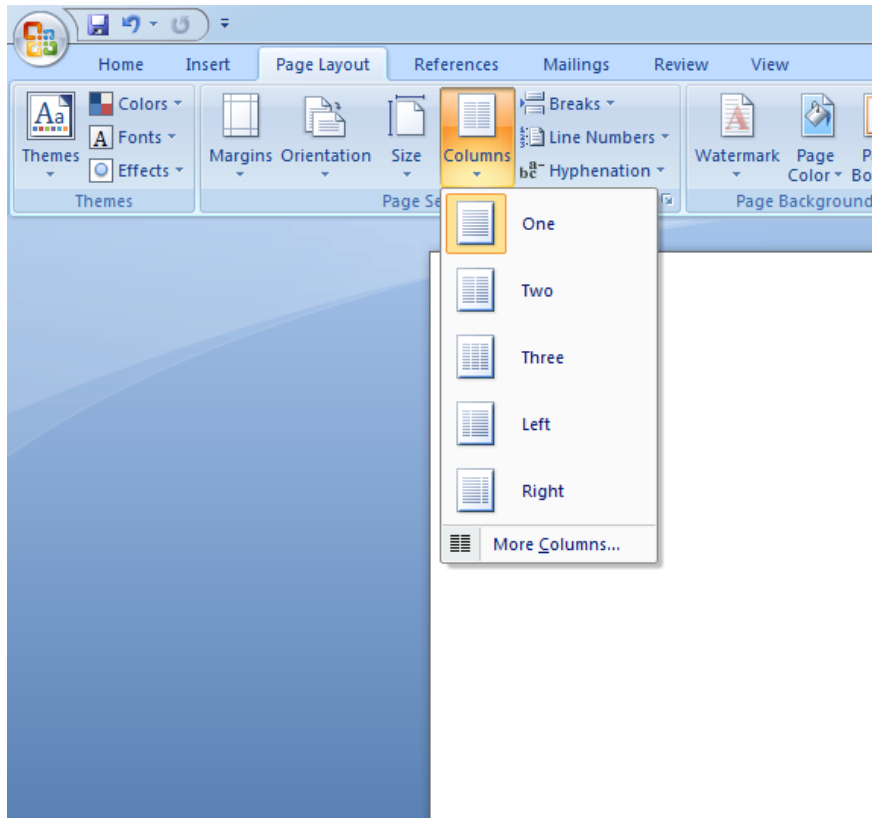 Home Insert Page Layout References Mailings Review View
Aa Colors Breaks
A Fonts Line Numbers
Themes Margins Orientation Size Columns Watermark Page
Effects Hyphenation Color
Themes Page Page Background
One
Two
Three
Left
Right
More Columns...